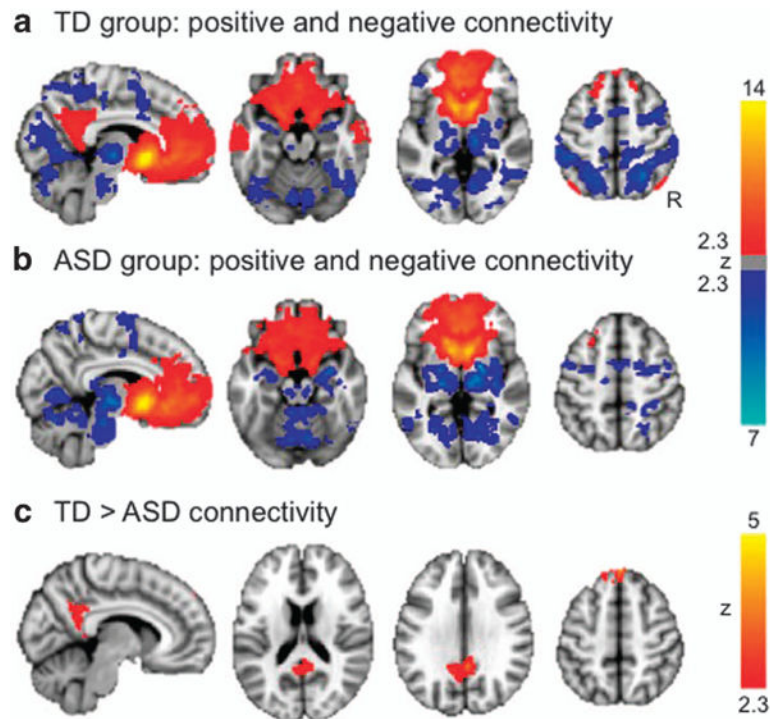 a TD group: positive and negative connectivity
14
R
2.3
z
2.3
b ASD group: positive and negative connectivity
7
c TD > ASD connectivity
5
z
2.3